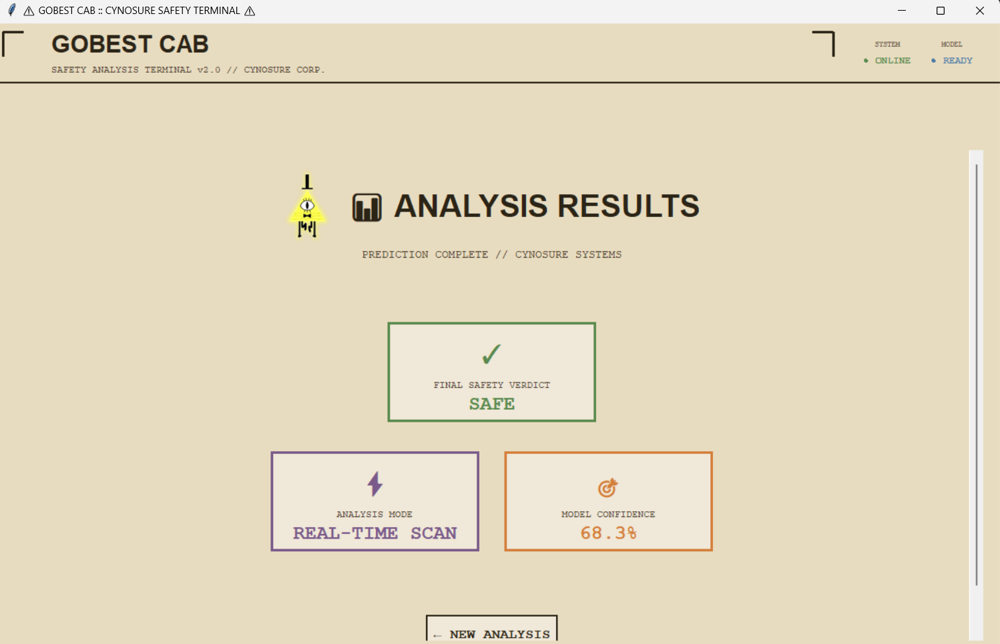 ⚠ GOBEST CAB :: CYNOSURE SAFETY TERMINAL ⚠
GOBEST CAB
SAFETY ANALYSIS TERMINAL v2.0 // CYNOSURE CORP.
SYSTEM
● ONLINE
MODEL
● READY
ANALYSIS RESULTS
PREDICTION COMPLETE // CYNOSURE SYSTEMS
✓
FINAL SAFETY VERDICT
SAFE
ANALYSIS MODE
REAL-TIME SCAN
MODEL CONFIDENCE
68.3%
← NEW ANALYSIS